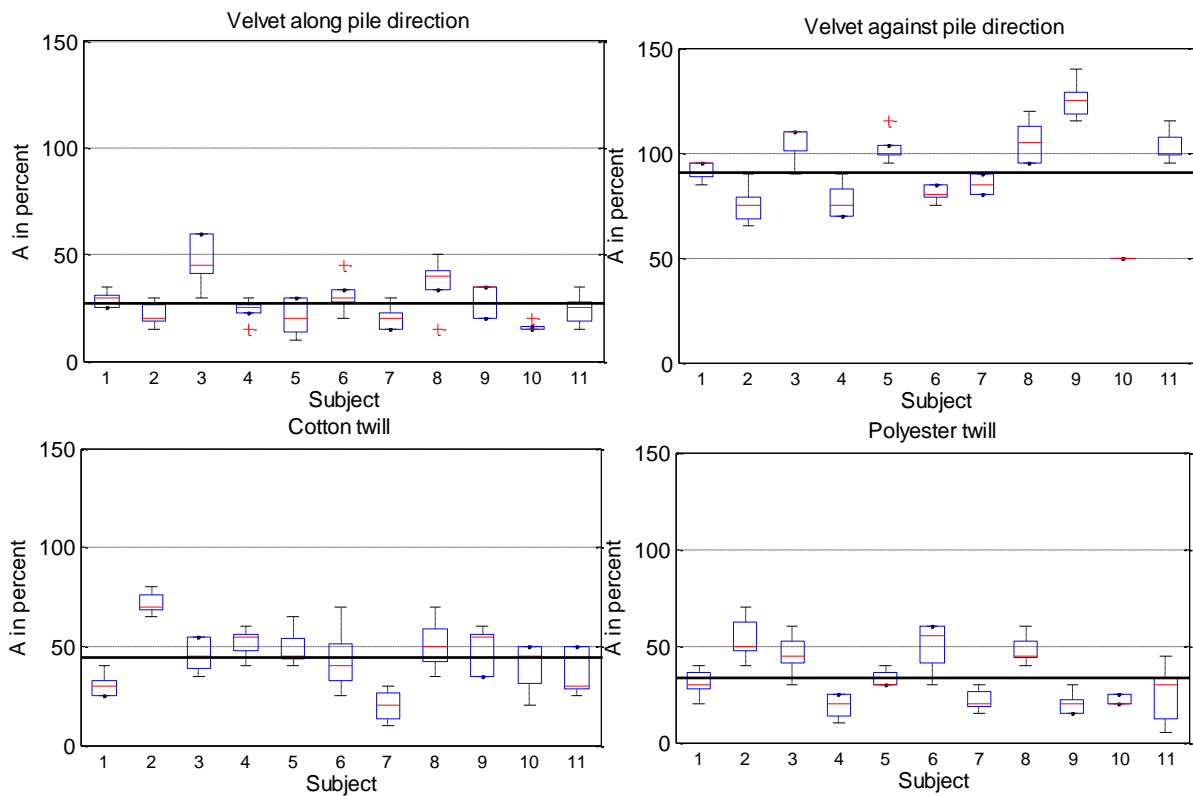 Velvet along pile direction
150
100
50
0
A in percent
1 2 3 4 5 6 7 8 9 10 11
Subject
Velvet against pile direction
150
100
50
0
A in percent
1 2 3 4 5 6 7 8 9 10 11
Subject
Cotton twill
150
100
50
0
A in percent
1 2 3 4 5 6 7 8 9 10 11
Subject
Polyester twill
150
100
50
0
A in percent
1 2 3 4 5 6 7 8 9 10 11
Subject